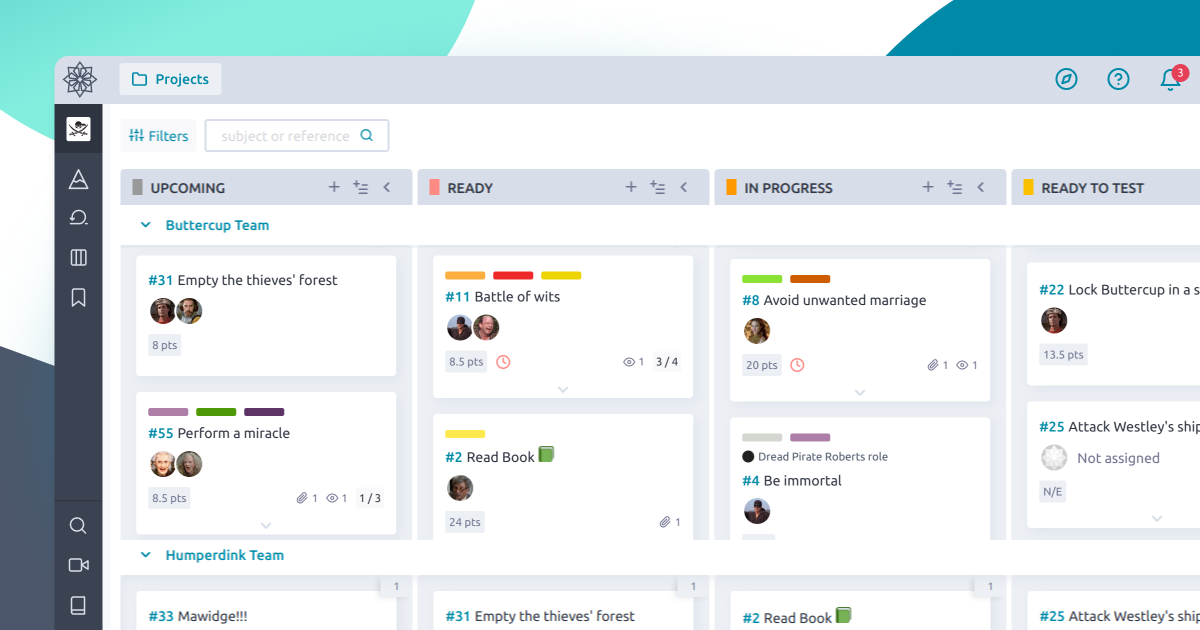 Projects
3
Filters
subject or reference
UPCOMING
READY
IN PROGRESS
READY TO TEST
Buttercup Team
#31 Empty the thieves' forest
8 pts
#55 Perform a miracle
8.5 pts
1
1
1 / 3
#11 Battle of wits
8.5 pts
1
3 / 4
#2 Read Book
24 pts
1
#8 Avoid unwanted marriage
20 pts
1
1
Dread Pirate Roberts role
#4 Be immortal
#22 Lock Buttercup in a s
13.5 pts
#25 Attack Westley's ship
Not assigned
N/E
Humperdink Team
1
#33 Mawidge!!!
1
#31 Empty the thieves' forest
1
#2 Read Book
#25 Attack Westley's ship